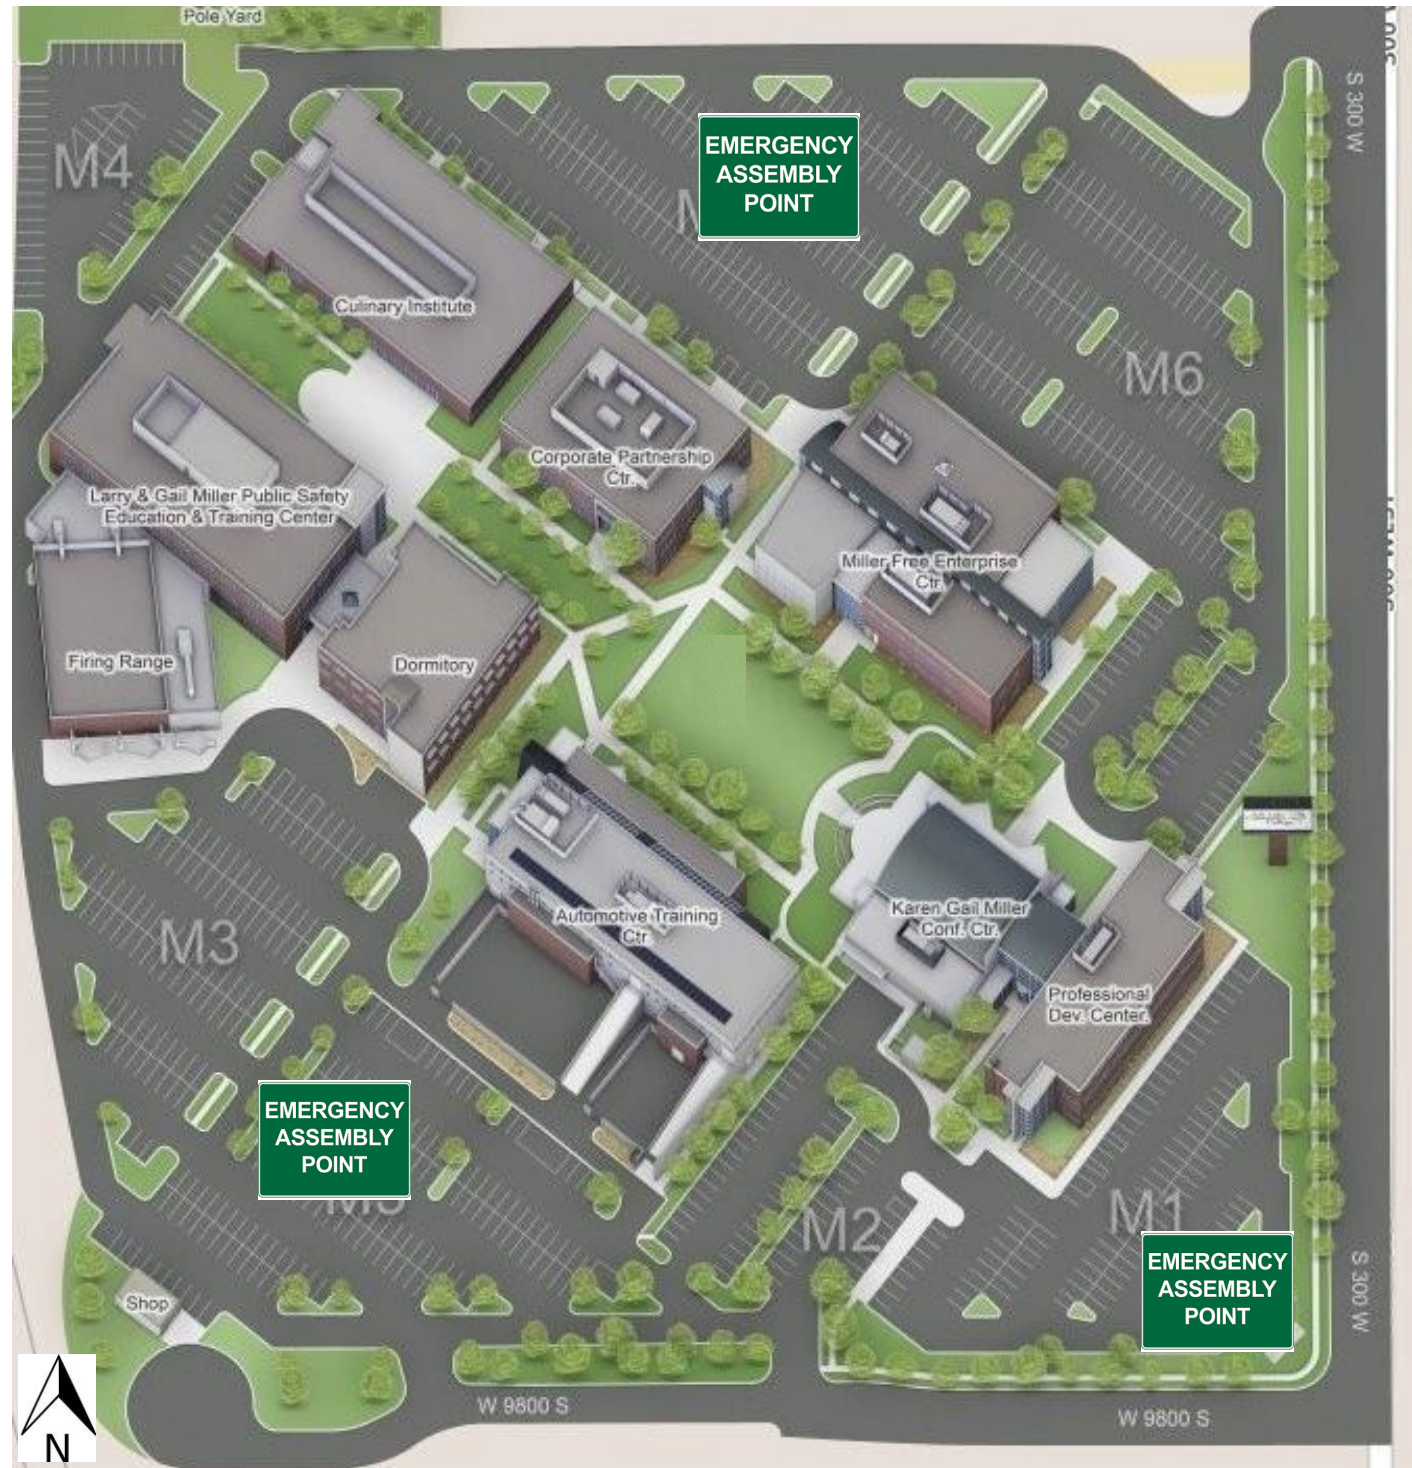 Pole Yard
S 300 W
M4
EMERGENCY
ASSEMBLY
POINT
Culinary Institute
M6
Corporate Partnership
Ctr.
Larry & Gail Miller Public Safety
Education & Training Center
Miller Free Enterprise
Ctr.
Firing Range
Dormitory
Automotive Training
Ctr
Karen Gail Miller
Conf. Ctr.
M3
Professional
Dev. Center.
EMERGENCY
ASSEMBLY
POINT
M2
M1
EMERGENCY
ASSEMBLY
POINT
S 300 W
Shop
N
W 9800 S
W 9800 S